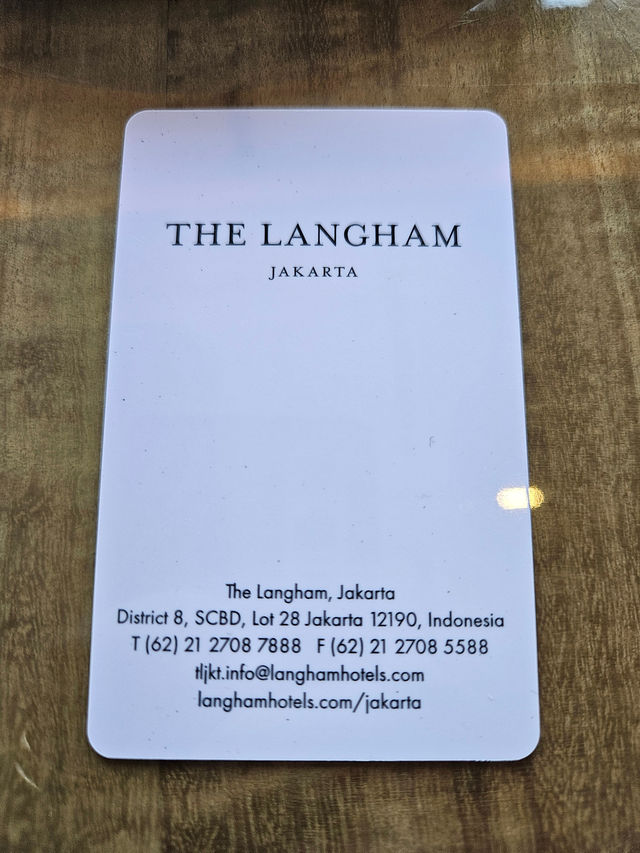 THE LANGHAM
JAKARTA
The Langham, Jakarta
District 8, SCBD, Lot 28 Jakarta 12190, Indonesia
T (62) 21 2708 7888 F (62) 21 2708 5588
tljkt.info@langhamhotels.com
langhamhotels.com/jakarta